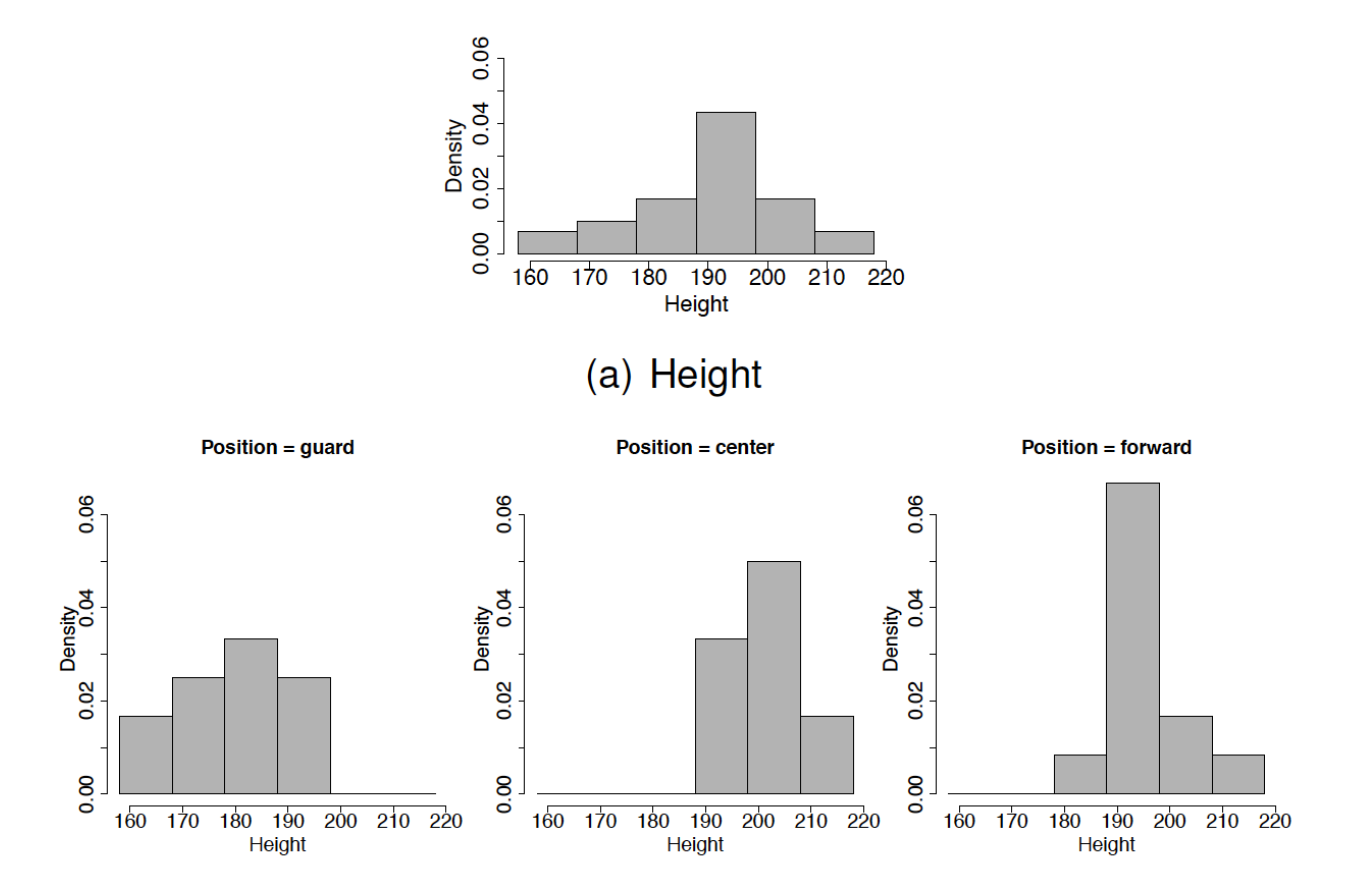 0.06
0.04
0.02
0.00
Density
160 170 180 190 200 210 220
Height
(a) Height
Position = guard Position = center Position = forward
0.06 0.06 0.06
0.04 0.04 0.04
0.02 0.02 0.02
0.00 0.00 0.00
Density Density Density
160 170 180 190 200 210 220 160 170 180 190 200 210 220 160 170 180 190 200 210 220
Height Height Height